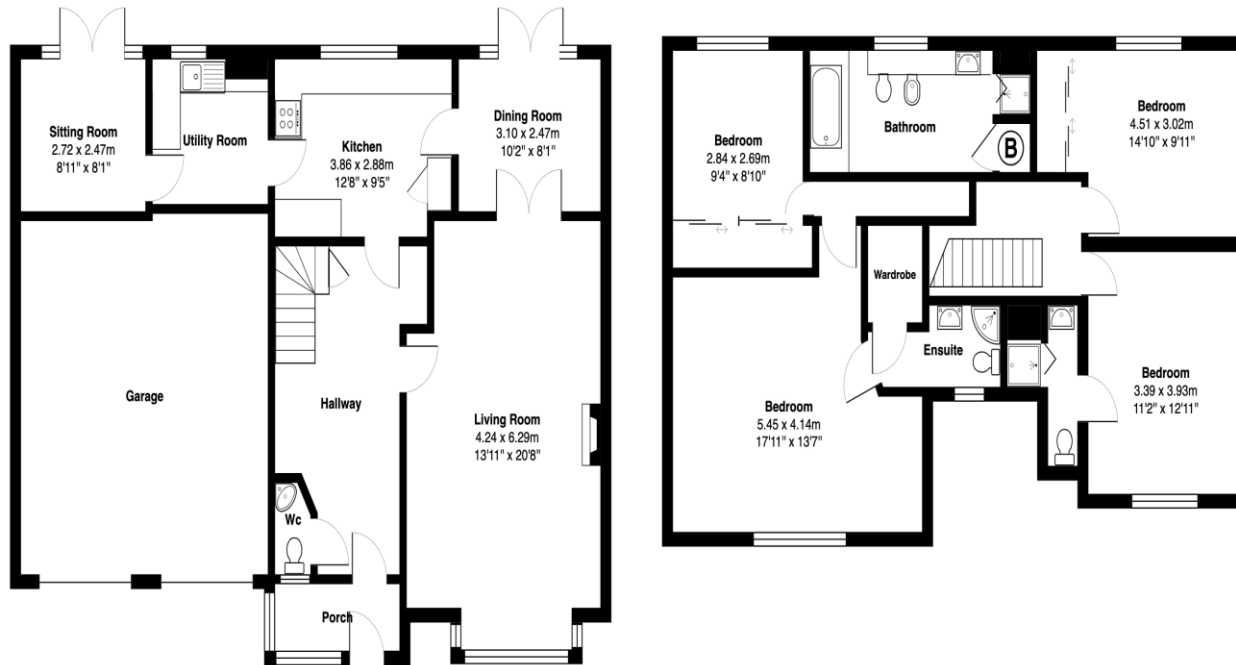 Sitting Room
2.72 x 2.47m
8'11" x 8'1"
Utility Room
Kitchen
3.86 x 2.88m
12'8" x 9'5"
Dining Room
3.10 x 2.47m
10'2" x 8'1"
Garage
Hallway
Living Room
4.24 x 6.29m
13'11" x 20'8"
Wc
Porch
Bedroom
2.84 x 2.69m
9'4" x 8'10"
Bathroom
B
Bedroom
4.51 x 3.02m
14'10" x 9'11"
Wardrobe
Ensuite
Bedroom
5.45 x 4.14m
17'11" x 13'7"
Bedroom
3.39 x 3.93m
11'2" x 12'11"